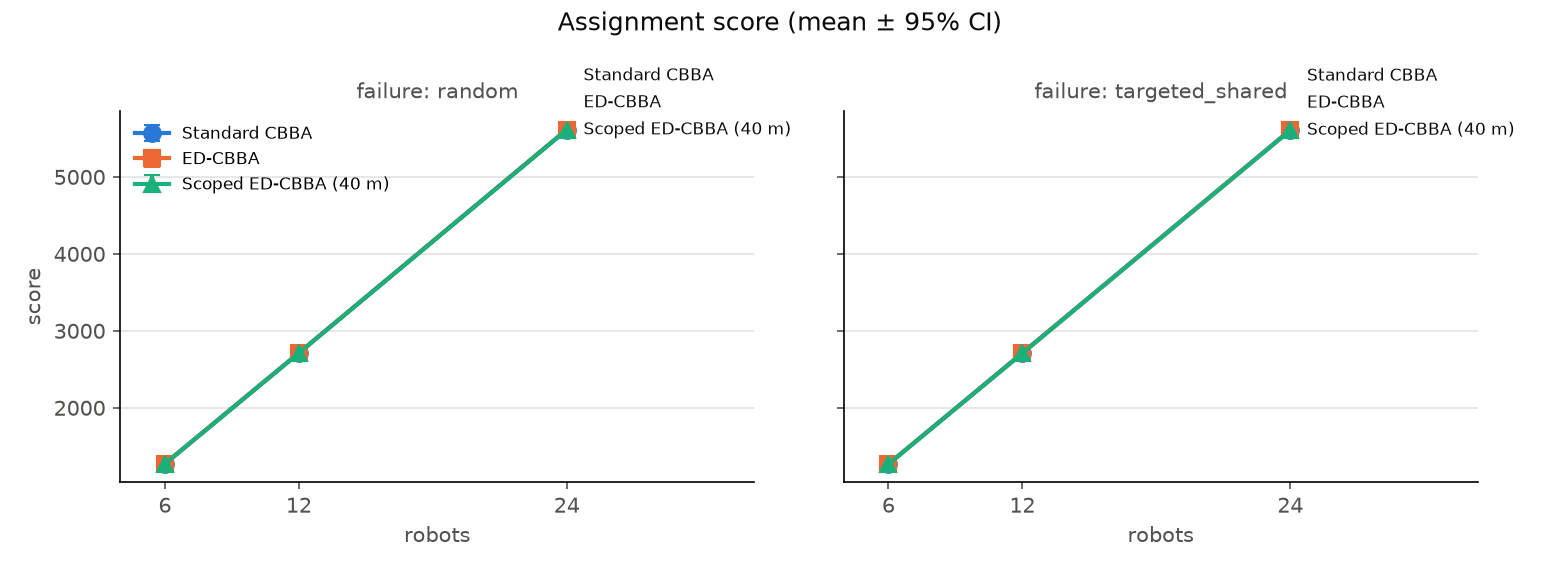 Assignment score (mean ± 95% CI)
failure: random
Standard CBBA
ED-CBBA
Scoped ED-CBBA (40 m)
Standard CBBA
ED-CBBA
Scoped ED-CBBA (40 m)
score
5000
4000
3000
2000
6
12
24
robots
failure: targeted_shared
Standard CBBA
ED-CBBA
Scoped ED-CBBA (40 m)
6
12
24
robots